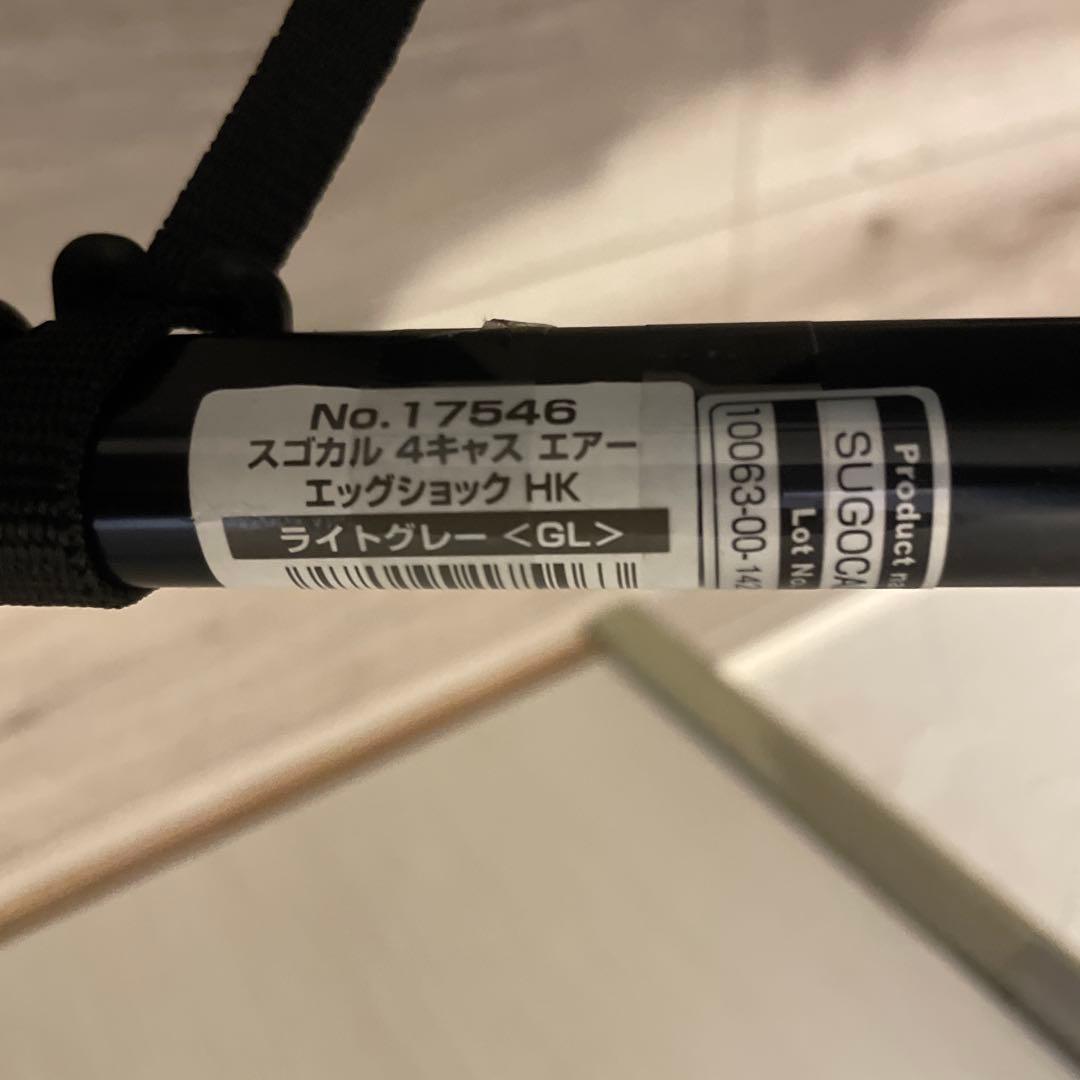 No.17546
スゴカル 4キャス エアー
エッグショック HK
ライトグレー <GL>
Product
SUGOCA
Lot No
10063-00-142